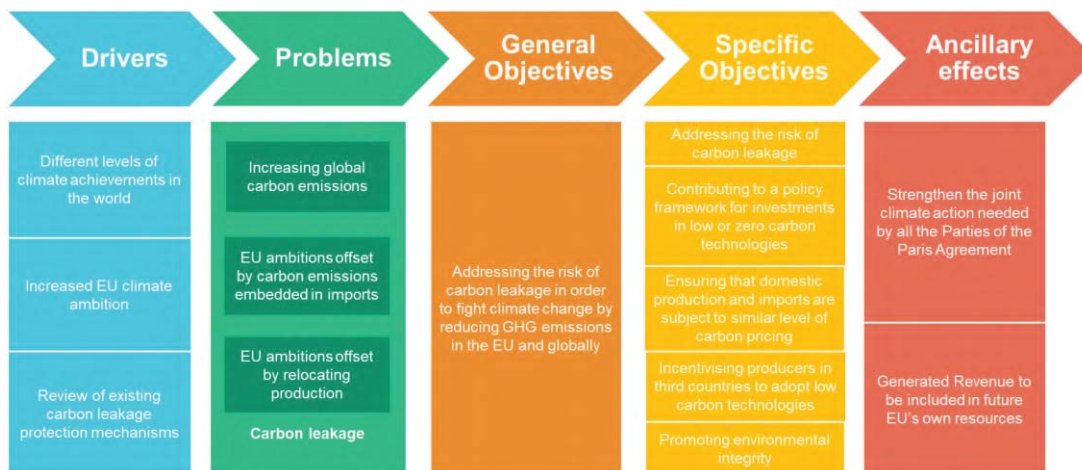 Drivers
Problems
General
Objectives
Specific
Objectives
Ancillary
effects
Different levels of
climate achievements in
the world
Increased EU climate
ambition
Review of existing
carbon leakage
protection mechanisms
Increasing global
carbon emissions
EU ambitions offset
by carbon emissions
embedded in imports
EU ambitions offset
by relocating
production
Carbon leakage
Addressing the risk of
carbon leakage in order
to fight climate change by
reducing GHG emissions
in the EU and globally
Addressing the risk of
carbon leakage
Contributing to a policy
framework for investments
in low or zero carbon
technologies
Ensuring that domestic
production and imports are
subject to similar level of
carbon pricing
Incentivising producers in
third countries to adopt low
carbon technologies
Promoting environmental
integrity
Strengthen the joint
climate action needed
by all the Parties of the
Paris Agreement
Generated Revenue to
be included in future
EU's own resources